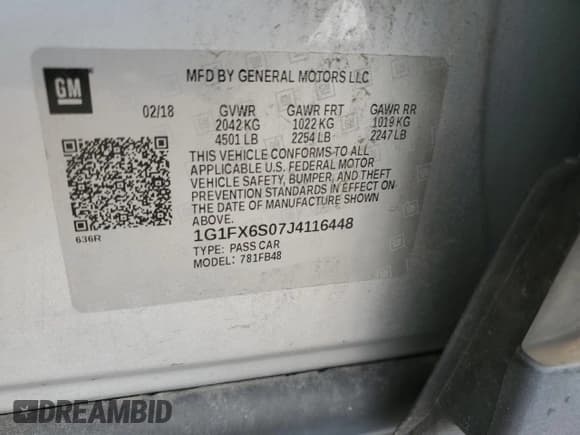 GM
MFD BY GENERAL MOTORS LLC
02/18 GVWR GAWR FRT GAWR RR
2042 KG 1022 KG 1019 KG
4501 LB 2254 LB 2247 LB
THIS VEHICLE CONFORMS TO ALL
APPLICABLE U.S. FEDERAL MOTOR
VEHICLE SAFETY, BUMPER, AND THEFT
PREVENTION STANDARDS IN EFFECT ON
THE DATE OF MANUFACTURE SHOWN
ABOVE.
636R
1G1FX6S07J4116448
TYPE: PASS CAR
MODEL: 781FB48
DREAMBID